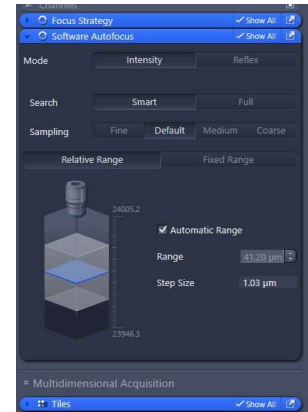 Channels
Focus Strategy Show All
Software Autofocus Show All
Mode Intensity Reflex
Search Smart Full
Sampling Fine Default Medium Coarse
Relative Range Fixed Range
24005.2
Automatic Range
Range 41.20 µm
Step Size 1.03 µm
23946.3
Multidimensional Acquisition
Tiles Show All